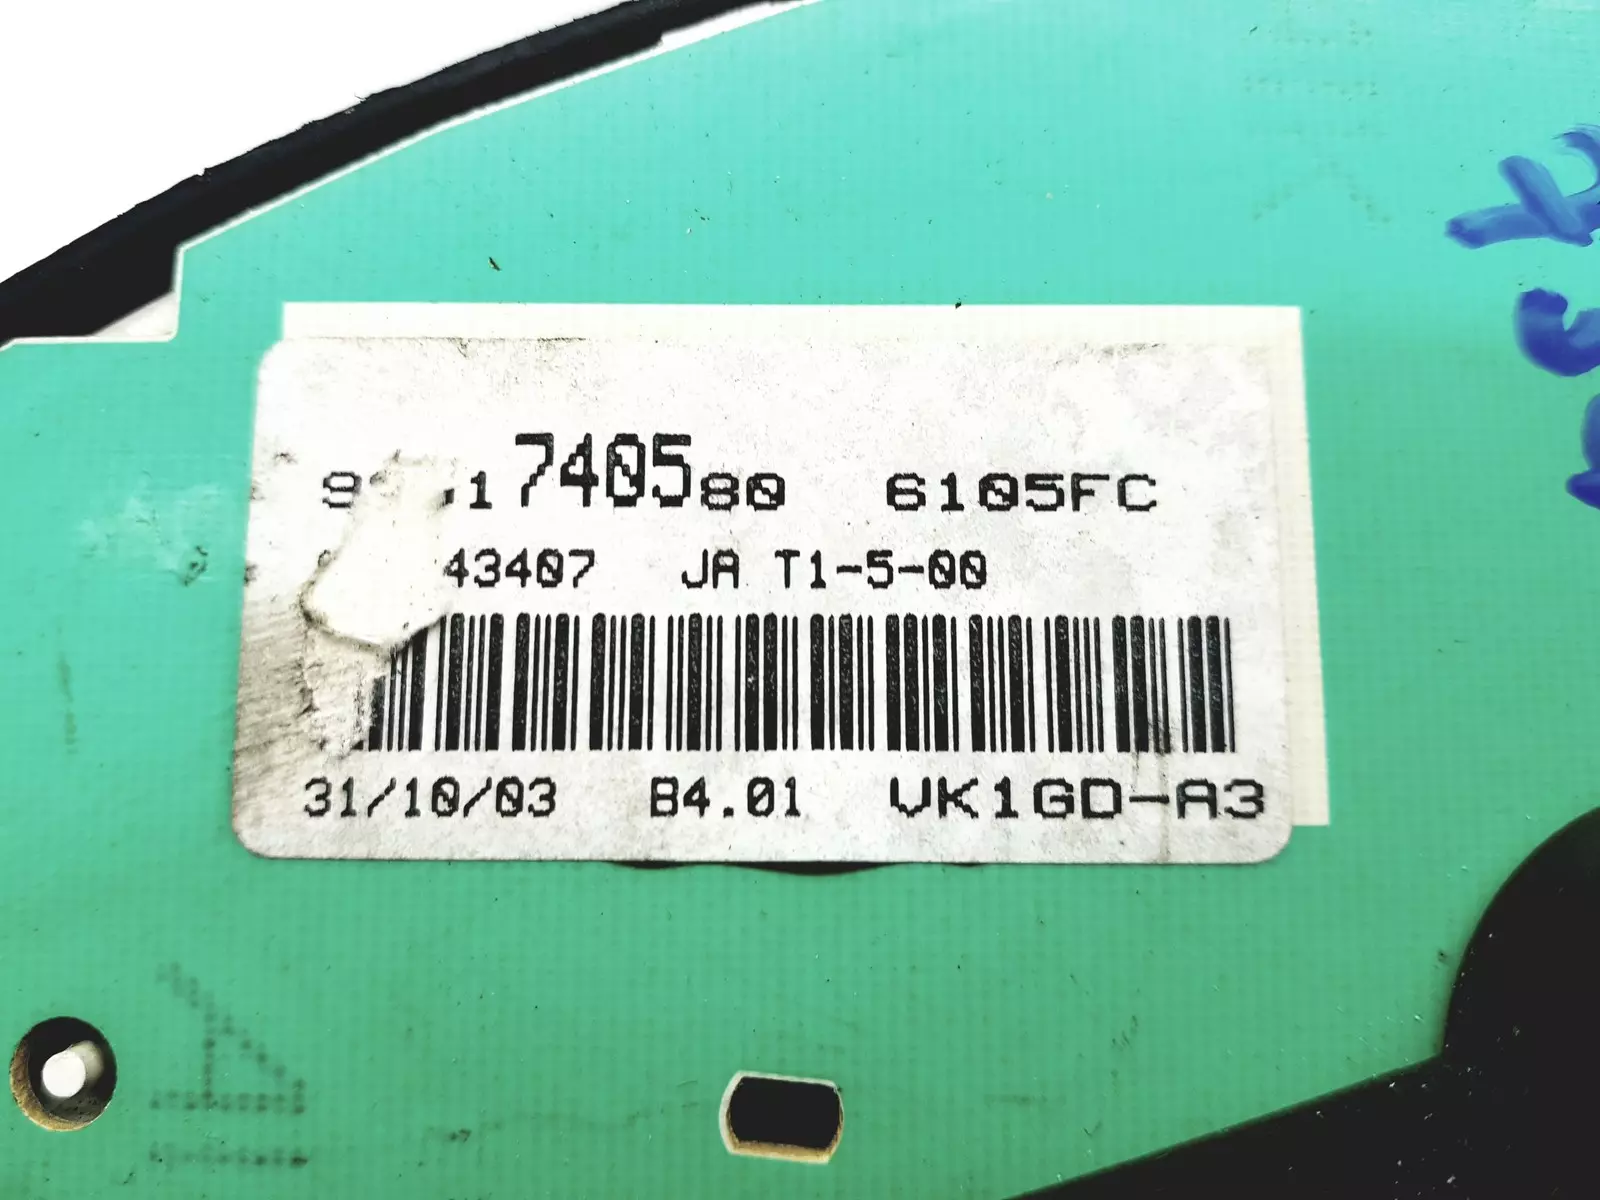 740580 6105FC
43407 JA T1-5-00
31/10/03 B4.01 VK1GD-A3